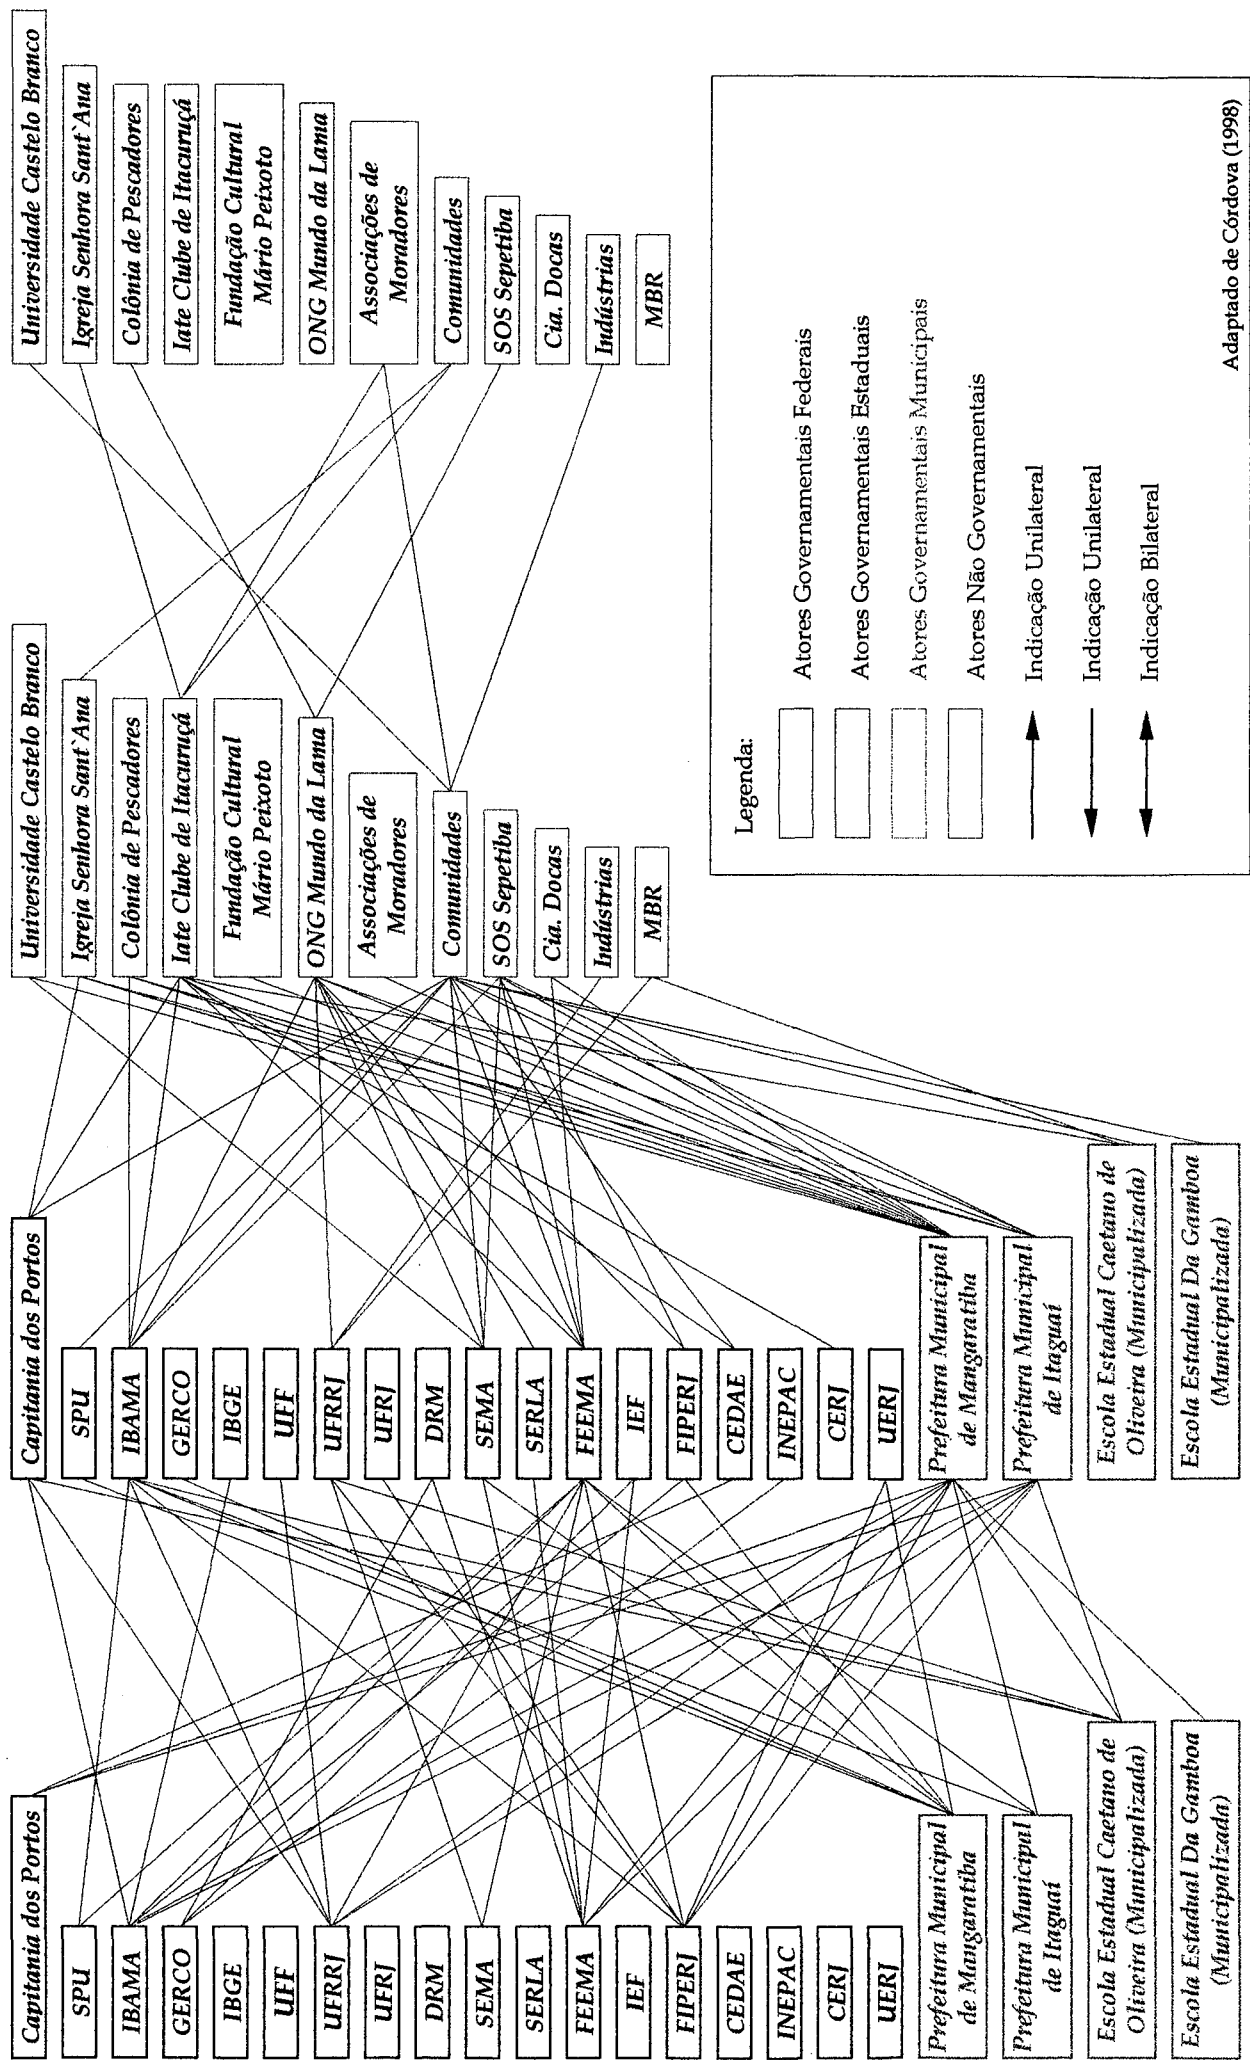 Capitania dos Portos
SPU
IBAMA
GERCO
IBGE
UFF
UFRRJ
UFRJ
DRM
SEMA
SERLA
FEEMA
IEF
FIPERJ
CEDAE
INEPAC
CERJ
UERJ
Prefeitura Municipal
de Mangaratiba
Prefeitura Municipal
de Itaguaí
Escola Estadual Caetano de
Oliveira (Municipalizada)
Escola Estadual Da Gamboa
(Municipalizada)
Capitania dos Portos
SPU
IBAMA
GERCO
IBGE
UFF
UFRRJ
UFRJ
DRM
SEMA
SERLA
FEEMA
IEF
FIPERJ
CEDAE
INEPAC
CERJ
UERJ
Prefeitura Municipal
de Mangaratiba
Prefeitura Municipal
de Itaguaí
Escola Estadual Caetano de
Oliveira (Municipalizada)
Escola Estadual Da Gamboa
(Municipalizada)
Universidade Castelo Branco
Igreja Senhora Sant`Ana
Colônia de Pescadores
Iate Clube de Itacuruçá
Fundação Cultural
Mário Peixoto
ONG Mundo da Lama
Associações de
Moradores
Comunidades
SOS Sepetiba
Cia. Docas
Indústrias
MBR
Universidade Castelo Branco
Igreja Senhora Sant`Ana
Colônia de Pescadores
Iate Clube de Itacuruçá
Fundação Cultural
Mário Peixoto
ONG Mundo da Lama
Associações de
Moradores
Comunidades
SOS Sepetiba
Cia. Docas
Indústrias
MBR
Legenda:
Atores Governamentais Federais
Atores Governamentais Estaduais
Atores Governamentais Municipais
Atores Não Governamentais
Indicação Unilateral
Indicação Unilateral
Indicação Bilateral
Adaptado de Córdova (1998)